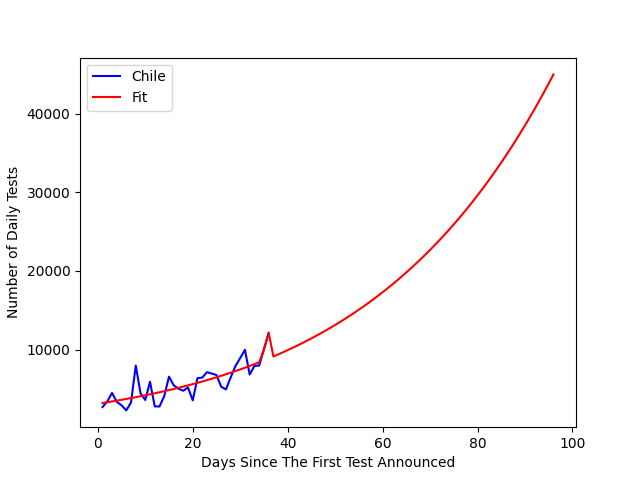 Chile
Fit
Number of Daily Tests
40000
30000
20000
10000
0 20 40 60 80 100
Days Since The First Test Announced